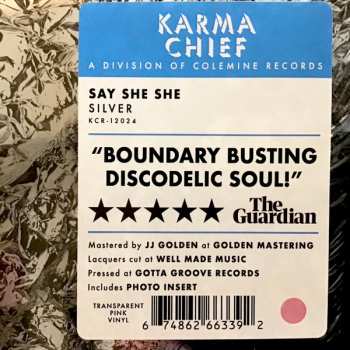 KARMA
CHIEF
A DIVISION OF COLEMINE RECORDS
SAY SHE SHE
SILVER
KCR-12024
“BOUNDARY BUSTING
DISCODELIC SOUL!”
★★★★★ The
Guardian
Mastered by JJ GOLDEN at GOLDEN MASTERING
Lacquers cut at WELL MADE MUSIC
Pressed at GOTTA GROOVE RECORDS
Includes PHOTO INSERT
TRANSPARENT
PINK
VINYL
6 74862 66339 2